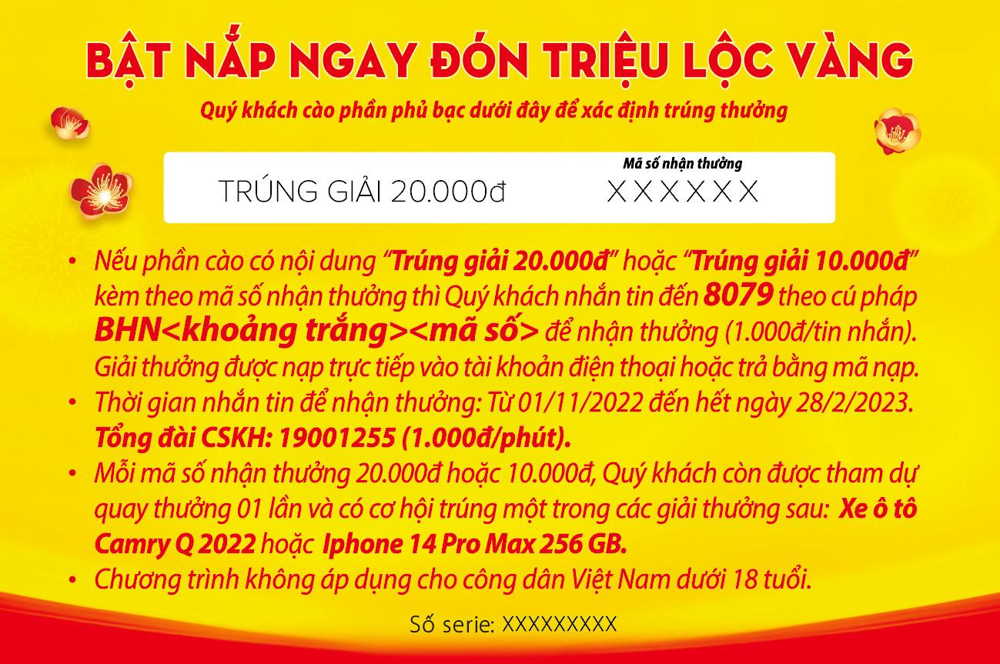 BẬT NẮP NGAY ĐÓN TRIỆU LỘC VÀNG
Quý khách cào phần phủ bạc dưới đây để xác định trúng thưởng
Mã số nhận thưởng
TRÚNG GIẢI 20.000đ XXXXXX
• Nếu phần cào có nội dung “Trúng giải 20.000đ” hoặc “Trúng giải 10.000đ”
kèm theo mã số nhận thưởng thì Quý khách nhắn tin đến 8079 theo cú pháp
BHN<khoảng trắng><mã số> để nhận thưởng (1.000đ/tin nhắn).
Giải thưởng được nạp trực tiếp vào tài khoản điện thoại hoặc trả bằng mã nạp.
• Thời gian nhắn tin để nhận thưởng: Từ 01/11/2022 đến hết ngày 28/2/2023.
Tổng đài CSKH: 19001255 (1.000đ/phút).
• Mỗi mã số nhận thưởng 20.000đ hoặc 10.000đ, Quý khách còn được tham dự
quay thưởng 01 lần và có cơ hội trúng một trong các giải thưởng sau: Xe ô tô
Camry Q 2022 hoặc Iphone 14 Pro Max 256 GB.
• Chương trình không áp dụng cho công dân Việt Nam dưới 18 tuổi.
Số serie: XXXXXXXXX